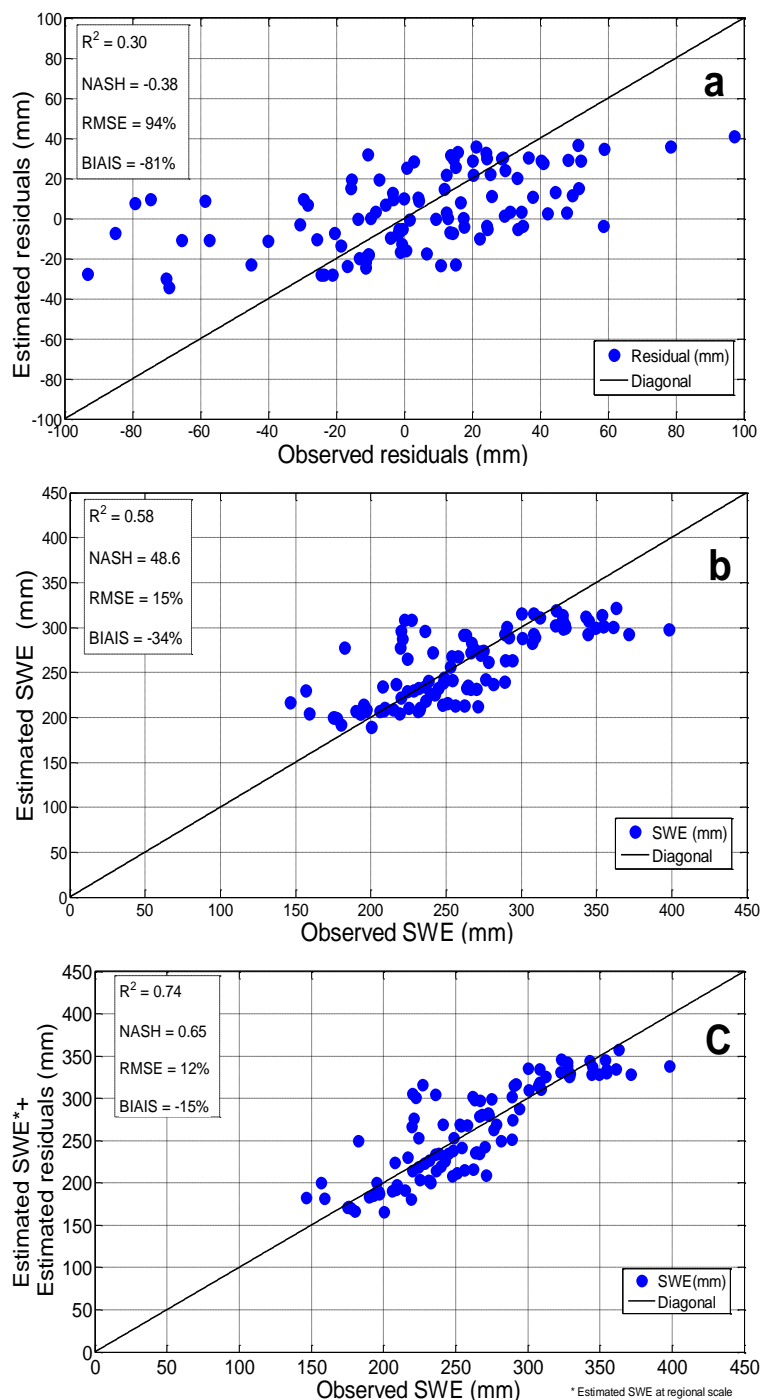 100
80
60
40
20
0
-20
-40
-60
-80
-100
Estimated residuals (mm)
R² = 0.30
NASH = -0.38
RMSE = 94%
BIAIS = -81%
a
Residual (mm)
Diagonal
-100 -80 -60 -40 -20 0 20 40 60 80 100
Observed residuals (mm)
450
400
350
300
250
200
150
100
50
0
Estimated SWE (mm)
R² = 0.58
NASH = 48.6
RMSE = 15%
BIAIS = -34%
b
SWE (mm)
Diagonal
0 50 100 150 200 250 300 350 400 450
Observed SWE (mm)
450
400
350
300
250
200
150
100
50
0
Estimated SWE*+
Estimated residuals (mm)
R² = 0.74
NASH = 0.65
RMSE = 12%
BIAIS = -15%
C
SWE(mm)
Diagonal
0 50 100 150 200 250 300 350 400 450
Observed SWE (mm)
* Estimated SWE at regional scale